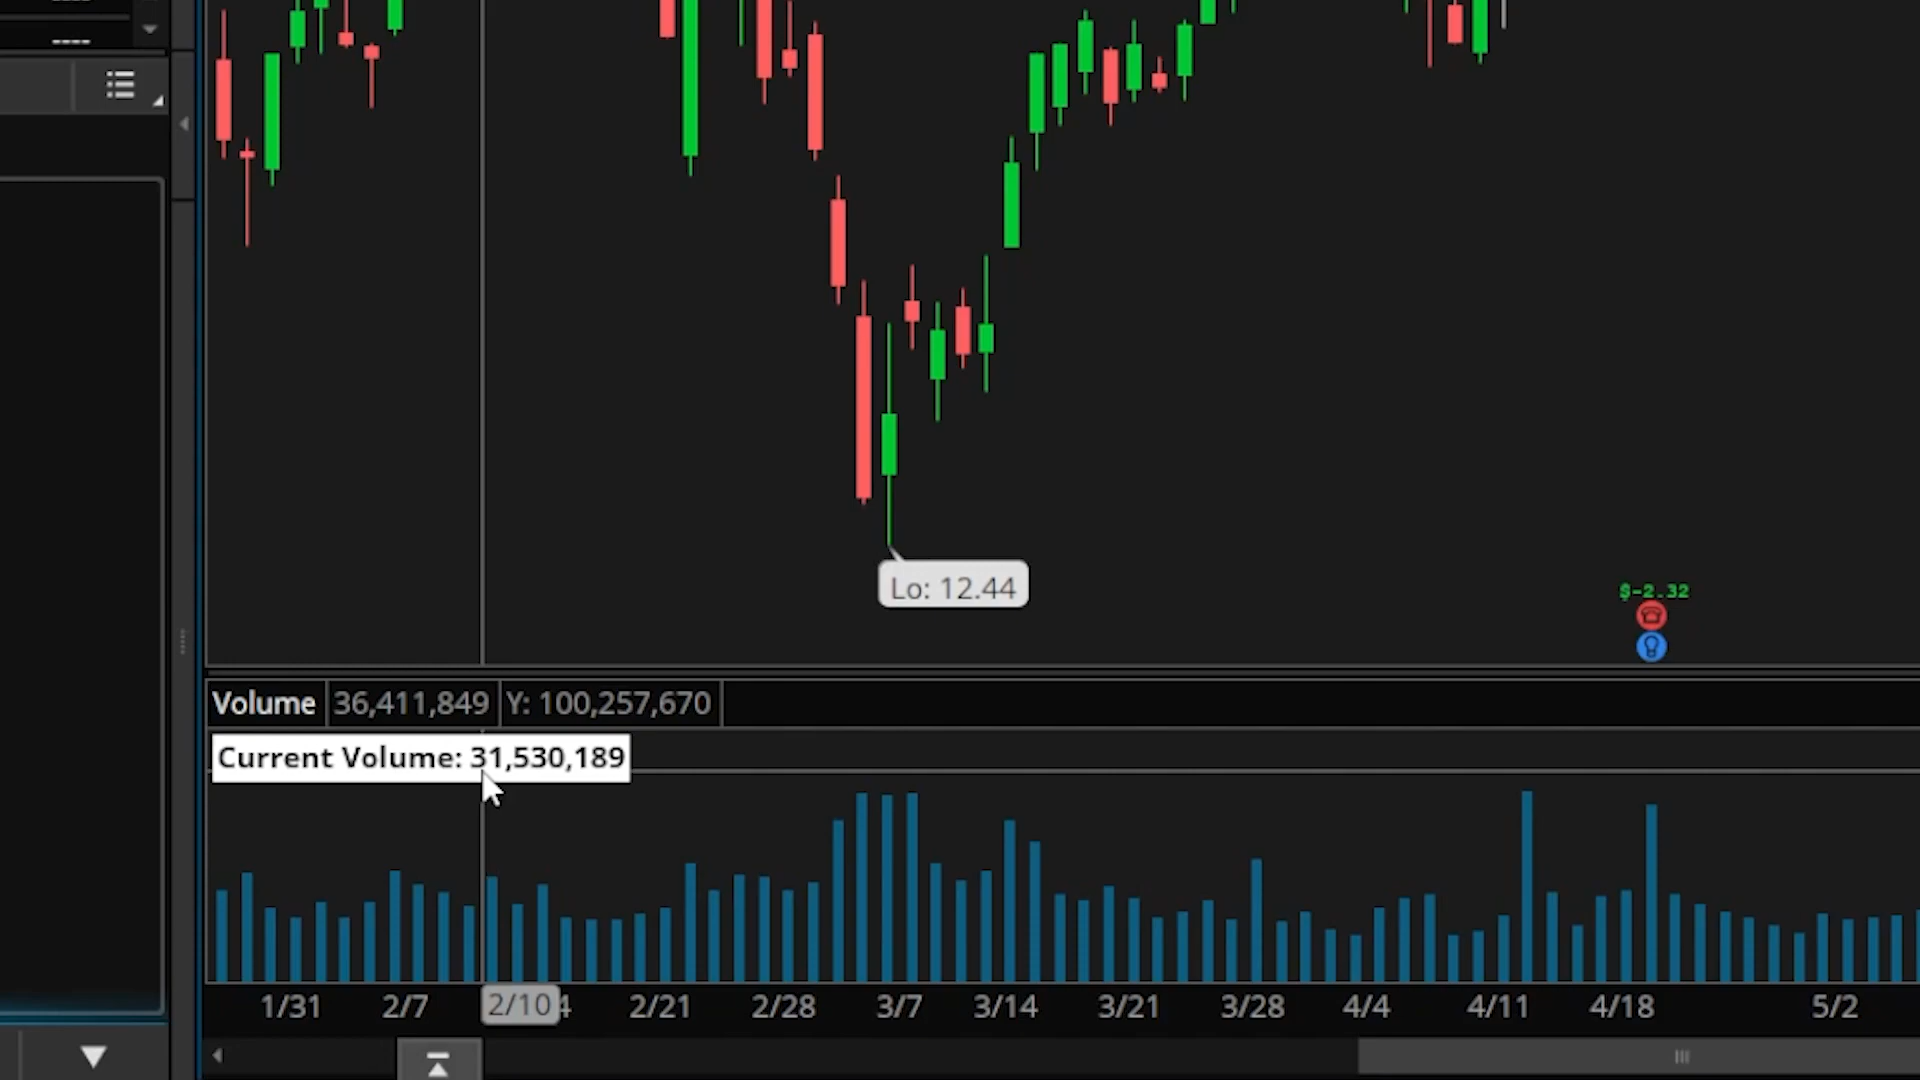 ----
Lo: 12.44
$-2.32
Volume 36,411,849 Y: 100,257,670
Current Volume: 31,530,189
1/31 2/7 2/10 4 2/21 2/28 3/7 3/14 3/21 3/28 4/4 4/11 4/18 5/2